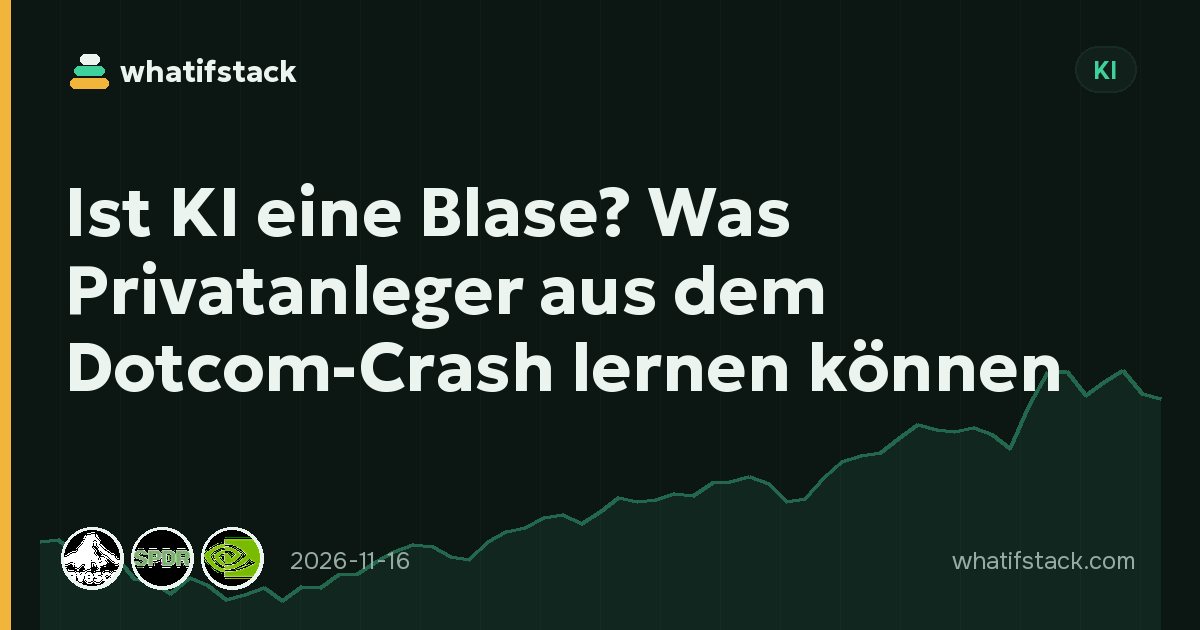 whatifstack
KI
Ist KI eine Blase? Was
Privatanleger aus dem
Dotcom-Crash lernen können
SPDR
2026-11-16
whatifstack.com